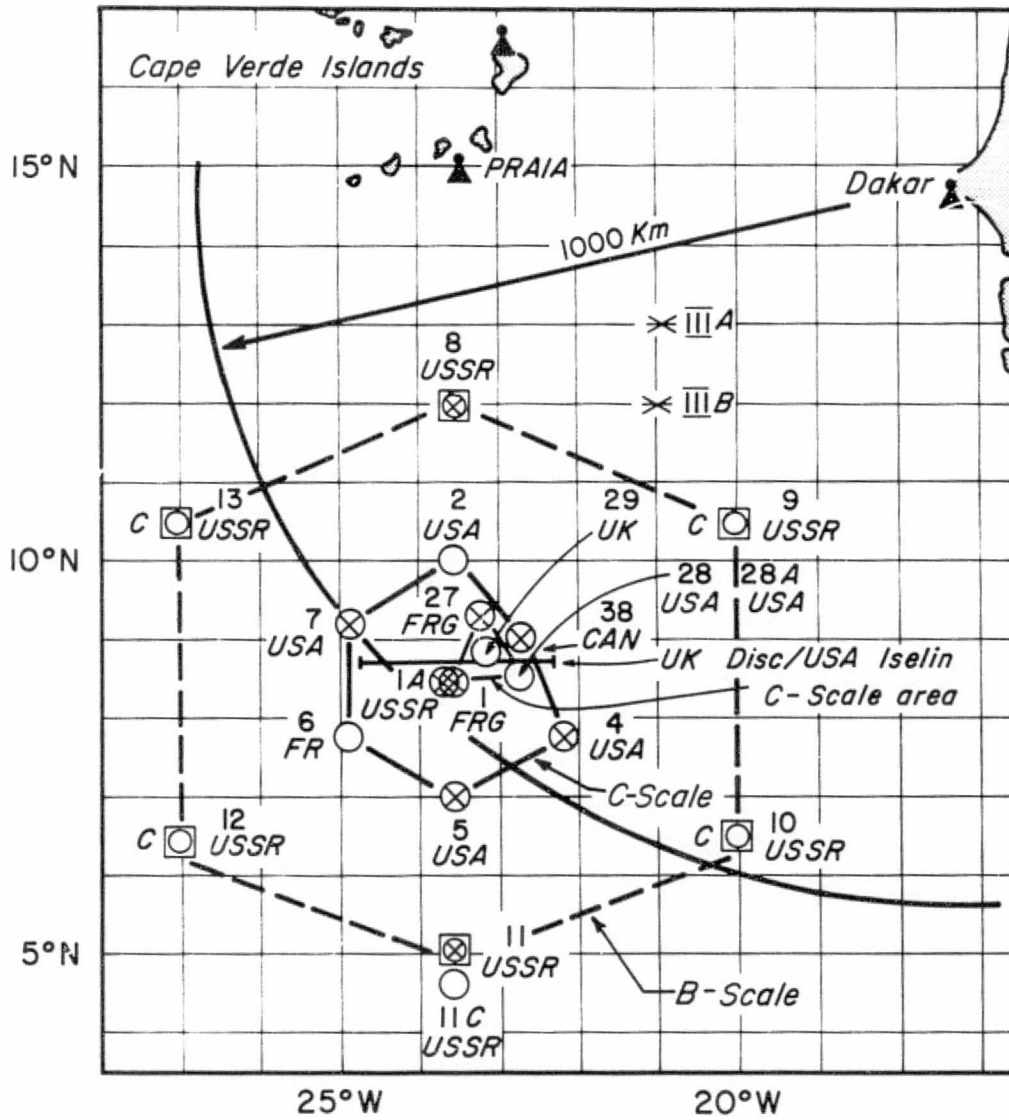 Cape Verde Islands
15°N
PRAIA
Dakar
1000 Km
III A
8
USSR
III B
13
USSR
C
2
USA
29
UK
C
9
USSR
10°N
27
FRG
28
USA
28A
USA
7
USA
38
CAN
UK Disc/USA Iselin
1A
USSR
1
FRG
C-Scale area
6
FR
4
USA
C-Scale
12
USSR
C
5
USA
C
10
USSR
5°N
11
USSR
B-Scale
11C
USSR
25°W
20°W